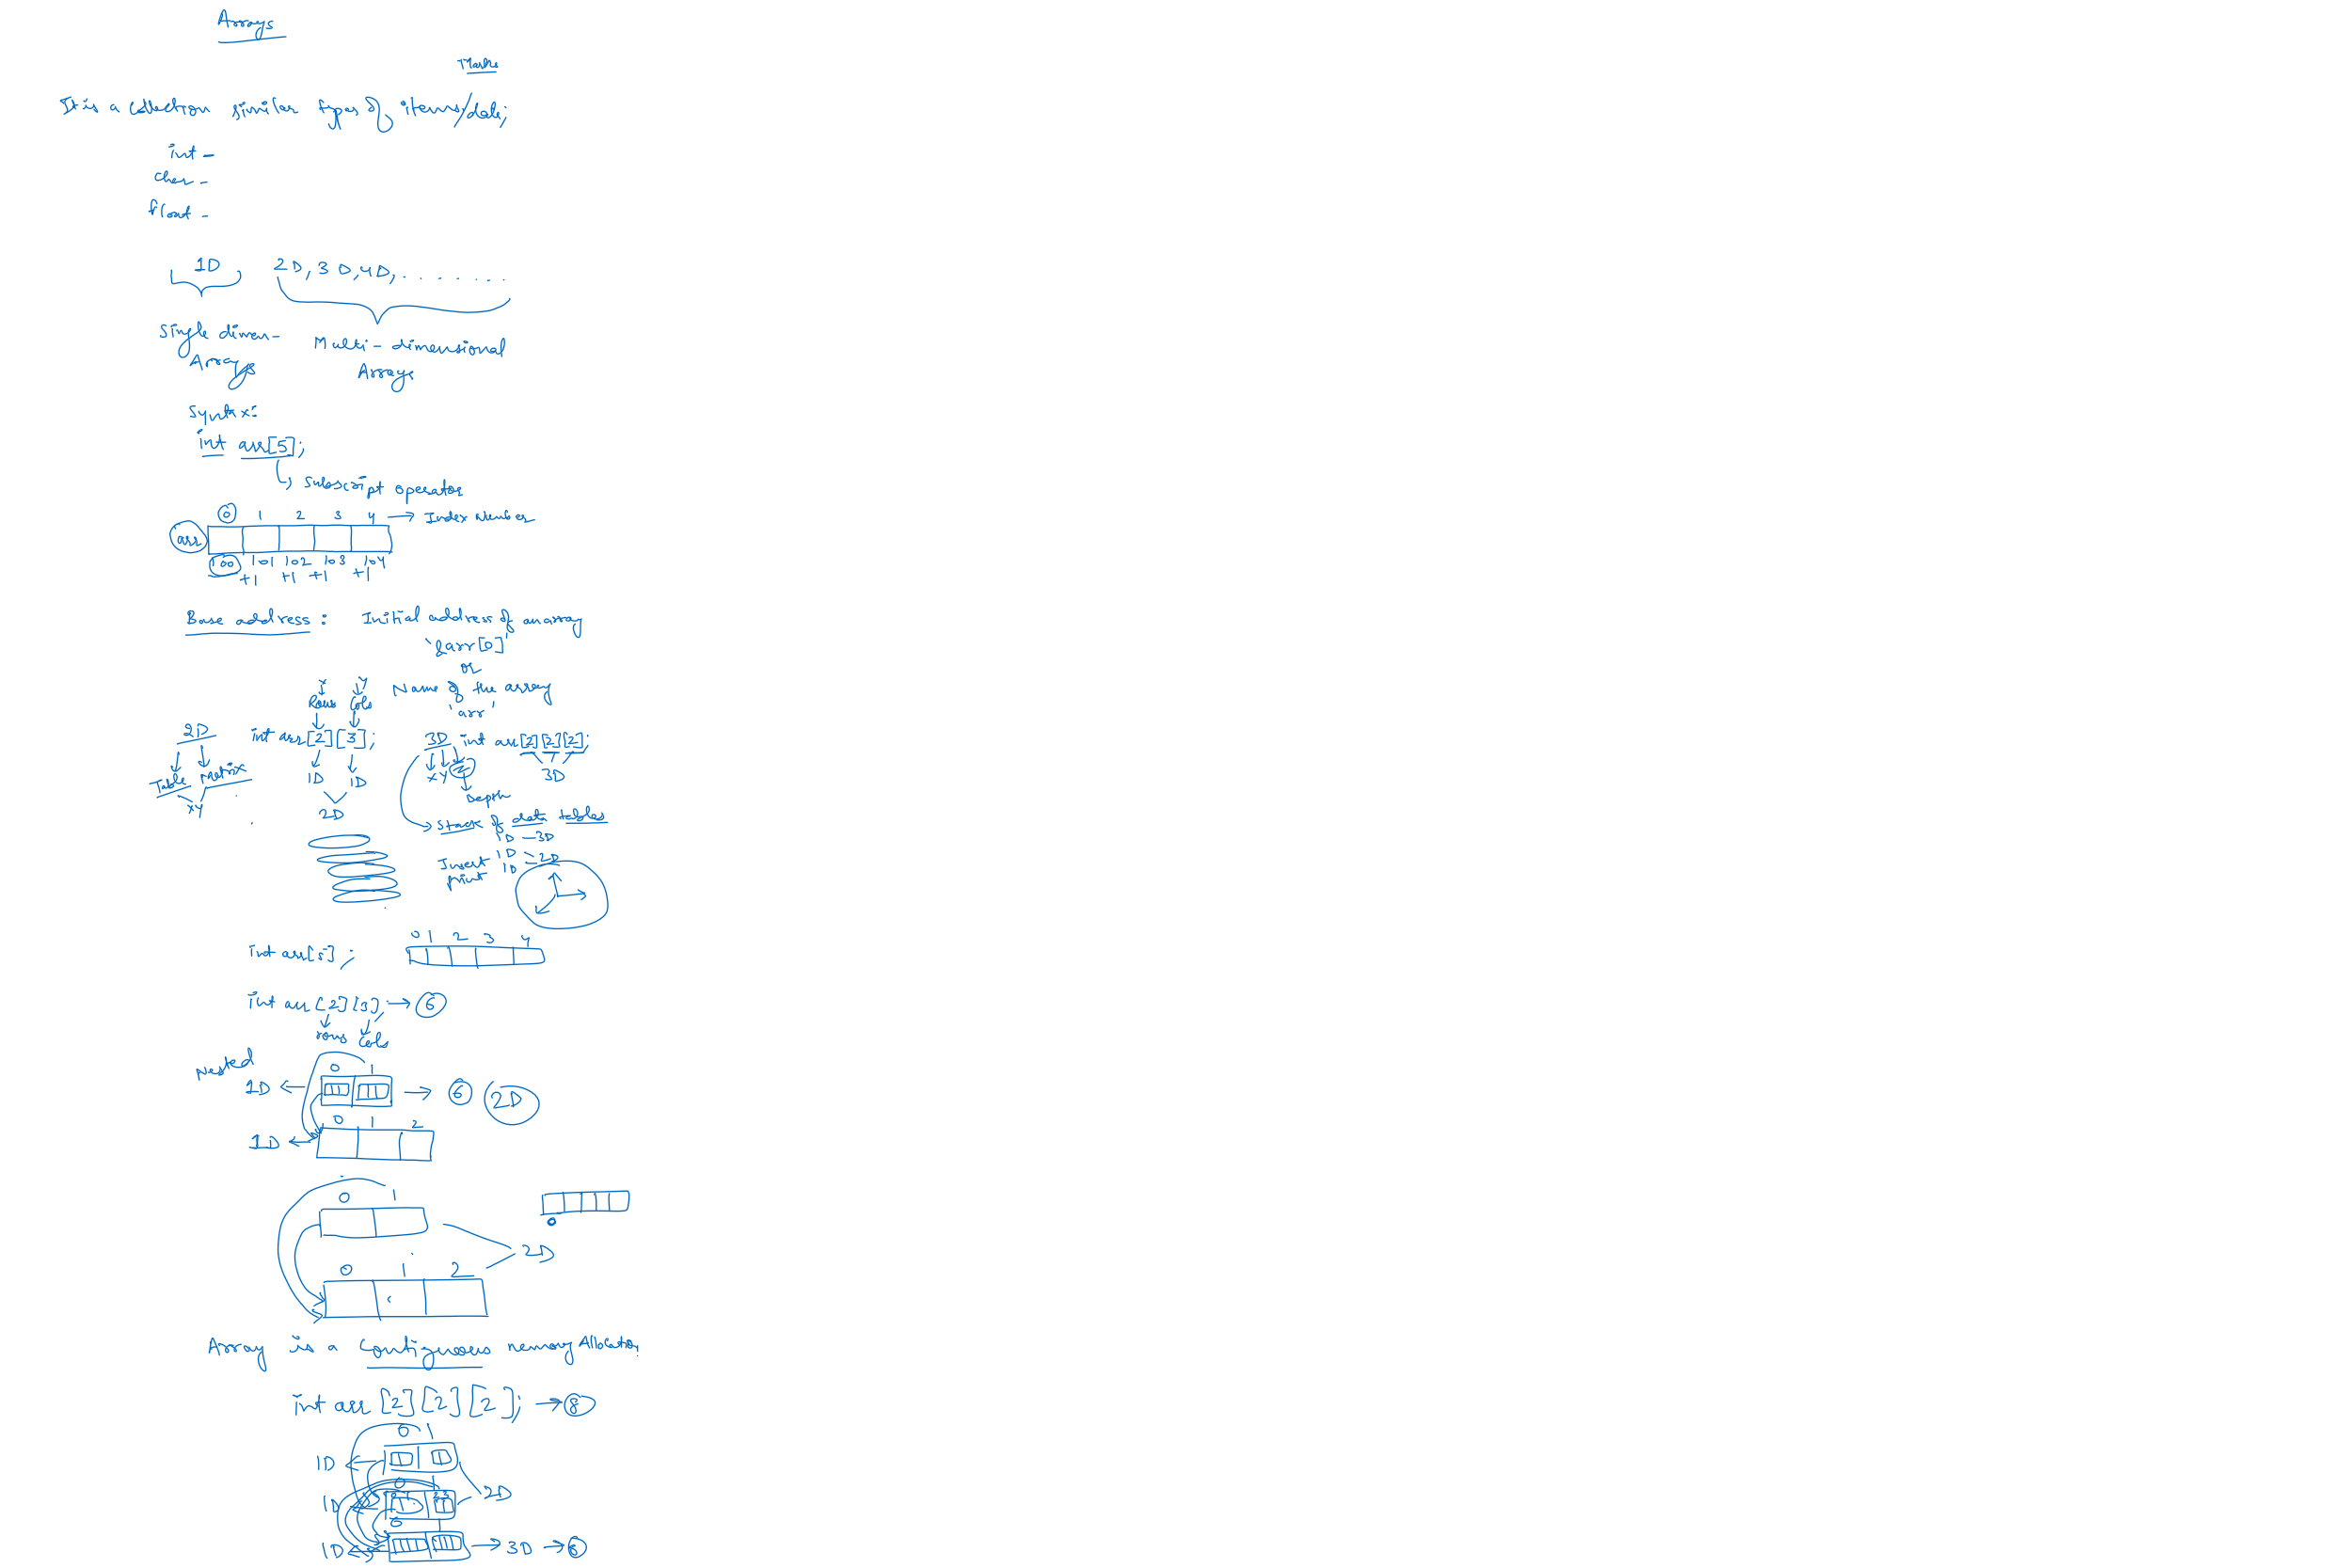 Arrays
Marks
It is a collection similar types of items/data;
int -
char -
float -
1D 2D, 3D, 4D, . . . . . . .
Single dimen- Multi-dimensional
Arrays Arrays
Syntax:
int arr[5];
Subscript operator
0 1 2 3 4 → Index Number
arr
100 101 102 103 104
+1 +1 +1 +1
Base address : Initial address of an array
'&arr[0]'
or
X Y
Rows Cols Name of the array
'arr'
2D int arr[2][3]; 3D int arr[2][2][2];
Table Matrix 1D 1D X Y Z 3D
XY 2D Depth
Stack of data tables
1D - 3D
Insert 1D - 2D
print 1D
0 1 2 3 4
int arr[5];
int arr[2][3]; → 6
rows Cols
Nested
0 1
1D ← → 6 2D
0 1 2
1D ←
0 1
0
2D
0 1 2
Array is a Continguous memory Allocation
int arr[2][2][2]; → 8
0 1
1D ←
0 1
1D 2D
0 1
1D ← → 3D → 8